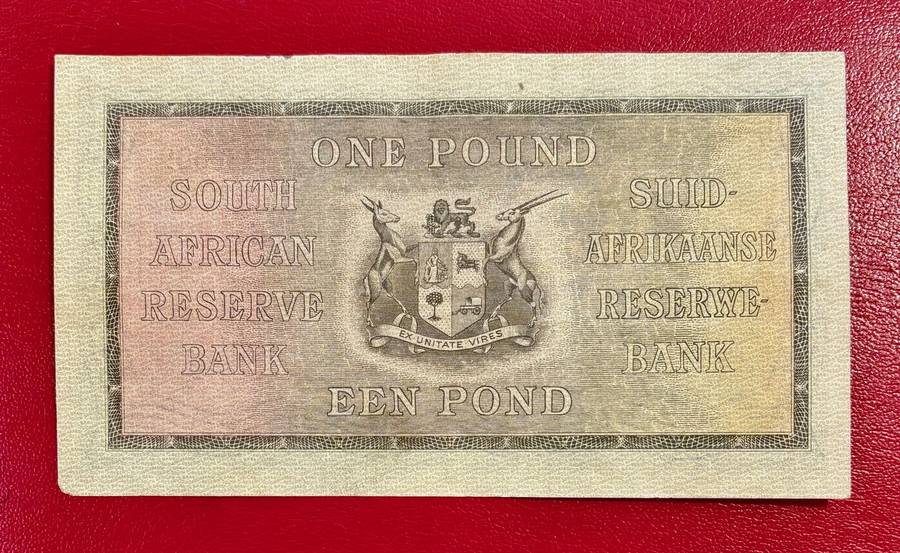 ONE POUND
SOUTH
AFRICAN
RESERVE
BANK
SUID-
AFRIKAANSE
RESERWE-
BANK
EX UNITATE VIRES
EEN POND